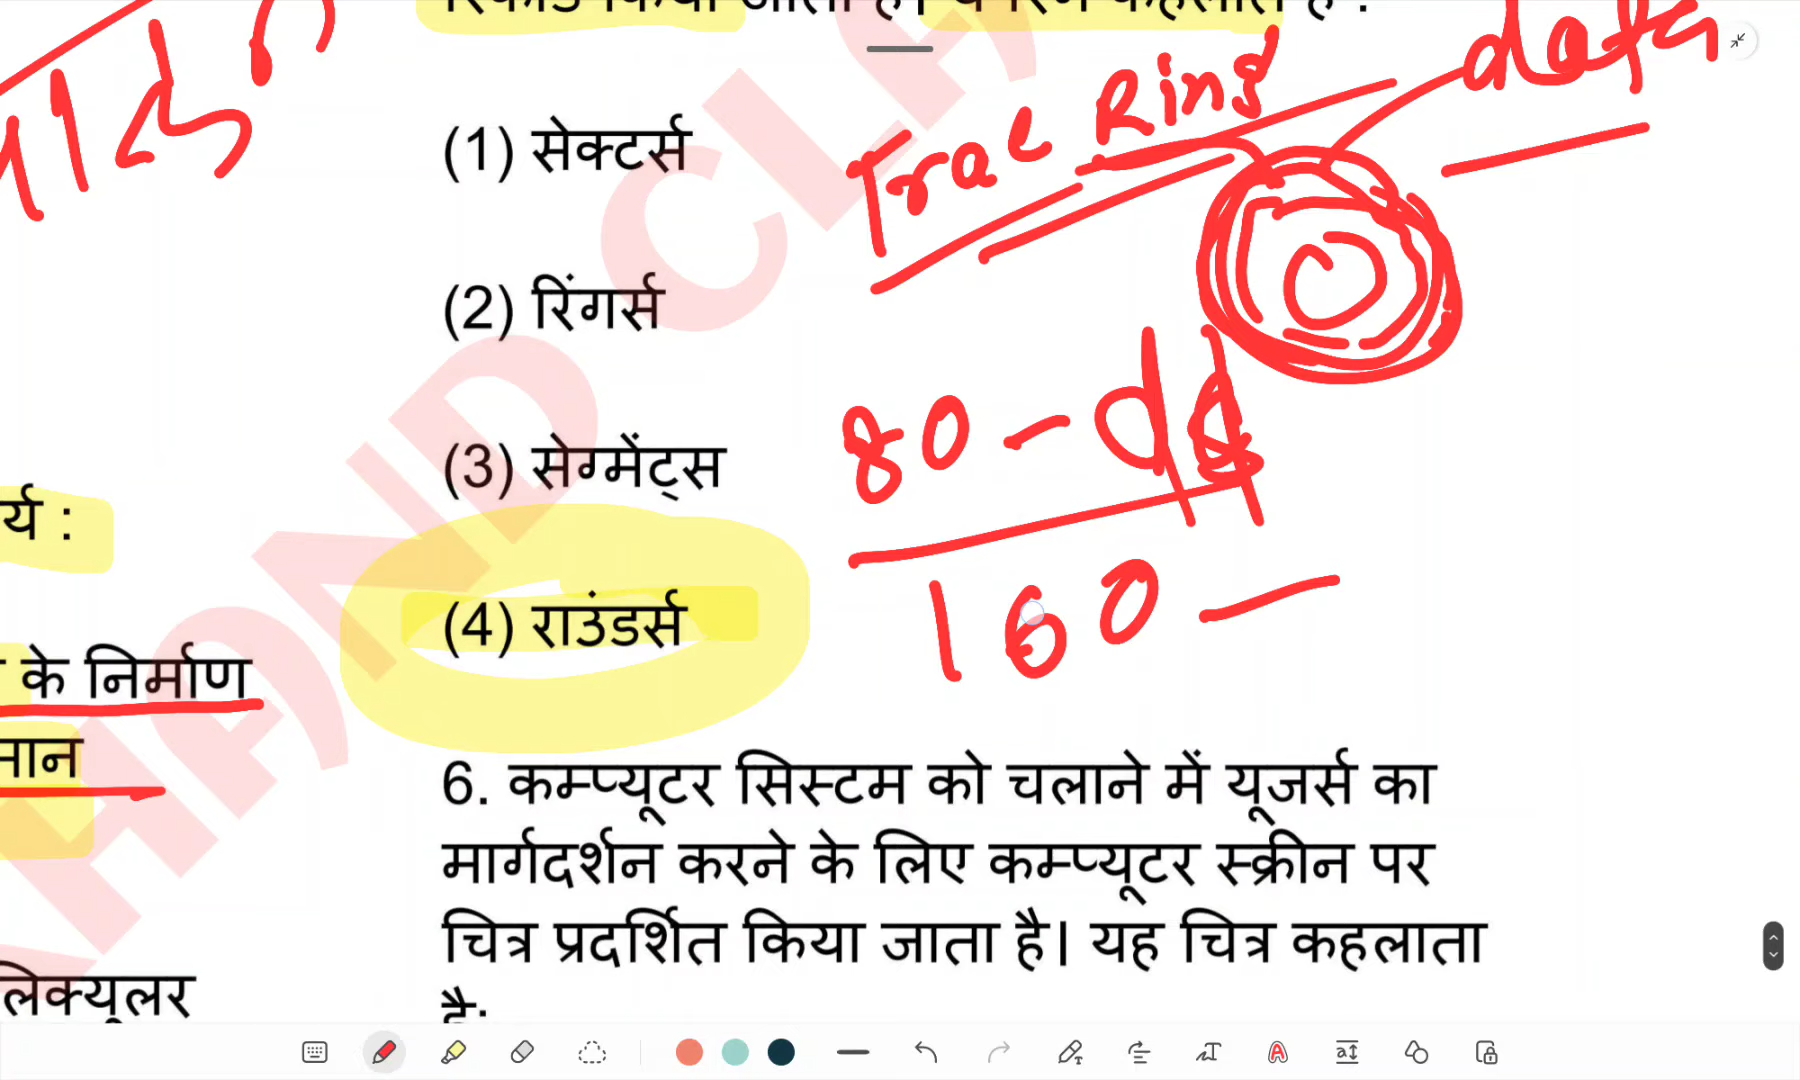 data
Ring
(1) सेक्टर्स
Trac
(2) रिंगर्स
80 -
(3) सेग्मेंट्स
र्य :
(4) राउंडर्स
160 —
के निर्माण
मान
6. कम्प्यूटर सिस्टम को चलाने में यूजर्स का
मार्गदर्शन करने के लिए कम्प्यूटर स्क्रीन पर
चित्र प्रदर्शित किया जाता है। यह चित्र कहलाता
है:
लिक्यूलर